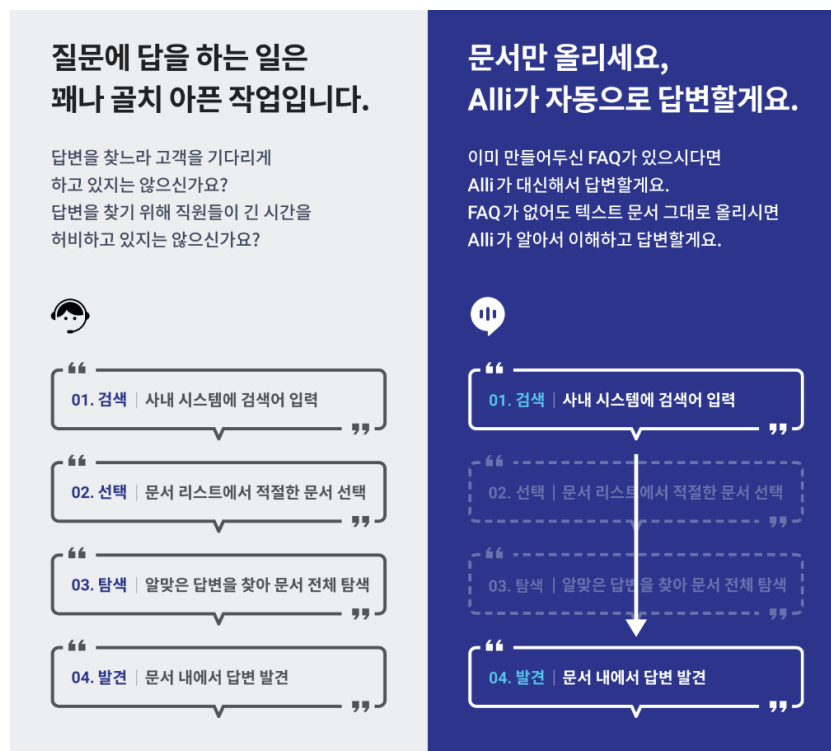 질문에 답을 하는 일은
꽤나 골치 아픈 작업입니다.
답변을 찾느라 고객을 기다리게
하고 있지는 않으신가요?
답변을 찾기 위해 직원들이 긴 시간을
허비하고 있지는 않으신가요?
01. 검색 | 사내 시스템에 검색어 입력
02. 선택 | 문서 리스트에서 적절한 문서 선택
03. 탐색 | 알맞은 답변을 찾아 문서 전체 탐색
04. 발견 | 문서 내에서 답변 발견
문서만 올리세요,
Alli가 자동으로 답변할게요.
이미 만들어두신 FAQ가 있으시다면
Alli가 대신해서 답변할게요.
FAQ가 없어도 텍스트 문서 그대로 올리시면
Alli가 알아서 이해하고 답변할게요.
01. 검색 | 사내 시스템에 검색어 입력
02. 선택 | 문서 리스트에서 적절한 문서 선택
03. 탐색 | 알맞은 답변을 찾아 문서 전체 탐색
04. 발견 | 문서 내에서 답변 발견